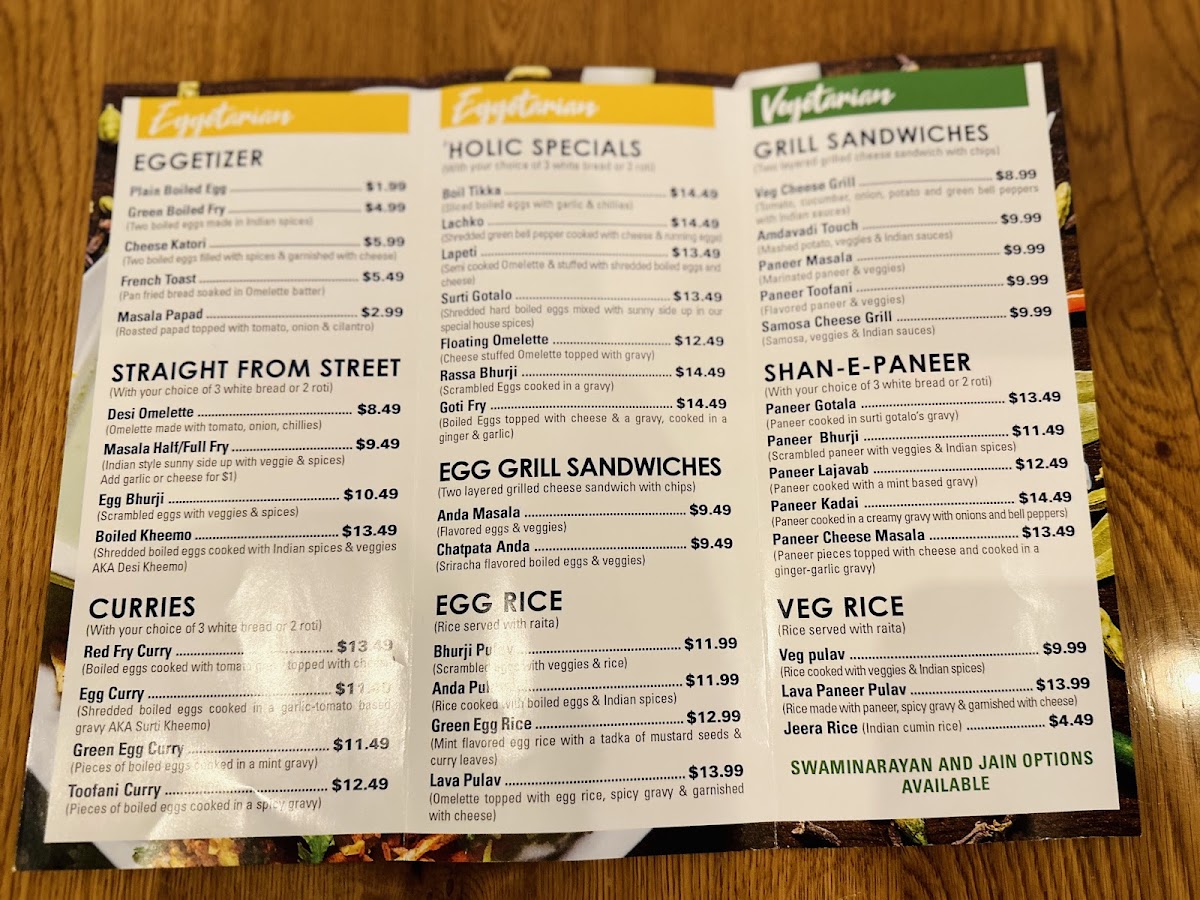 Eggetarian
EGGETIZER
Plain Boiled Egg $1.99
Green Boiled Fry $4.99
(Two boiled eggs made in Indian spices)
Cheese Katori $5.99
(Two boiled eggs filled with spices & garnished with cheese)
French Toast $5.49
(Pan fried bread soaked in Omelette batter)
Masala Papad $2.99
(Roasted papad topped with tomato, onion & cilantro)
STRAIGHT FROM STREET
(With your choice of 3 white bread or 2 roti)
Desi Omelette $8.49
(Omelette made with tomato, onion, chillies)
Masala Half/Full Fry $9.49
(Indian style sunny side up with veggie & spices)
Add garlic or cheese for $1)
Egg Bhurji $10.49
(Scrambled eggs with veggies & spices)
Boiled Kheemo $13.49
(Shredded boiled eggs cooked with Indian spices & veggies
AKA Desi Kheemo)
CURRIES
(With your choice of 3 white bread or 2 roti)
Red Fry Curry $13.49
(Boiled eggs cooked with tomato topped with
Egg Curry
(Shredded boiled eggs cooked in a garlic-tomato based
gravy AKA Surti Kheemo)
Green Egg Curry $11.49
(Pieces of boiled eggs cooked in a mint gravy)
Toofani Curry $12.49
(Pieces of boiled eggs cooked in a spicy gravy)
Eggetarian
'HOLIC SPECIALS
(With your choice of 3 white bread or 2 roti)
Boil Tikka $14.49
(Sliced boiled eggs with garlic & chillies)
Lachko $14.49
(Shredded green bell pepper cooked with cheese & running eggs)
Lapeti $13.49
(Semi cooked Omelette & stuffed with shredded boiled eggs and
cheese)
Surti Gotalo $13.49
(Shredded hard boiled eggs mixed with sunny side up in our
special house spices)
Floating Omelette $12.49
(Cheese stuffed Omelette topped with gravy)
Rassa Bhurji $14.49
(Scrambled Eggs cooked in a gravy)
Goti Fry $14.49
(Boiled Eggs topped with cheese & a gravy, cooked in a
ginger & garlic)
EGG GRILL SANDWICHES
(Two layered grilled cheese sandwich with chips)
Anda Masala $9.49
(Flavored eggs & veggies)
Chatpata Anda $9.49
(Sriracha flavored boiled eggs & veggies)
EGG RICE
(Rice served with raita)
Bhurji Pulav $11.99
(Scrambled eggs with veggies & rice)
Anda Pulav $11.99
(Rice cooked with boiled eggs & Indian spices)
Green Egg Rice $12.99
(Mint flavored egg rice with a tadka of mustard seeds &
curry leaves)
Lava Pulav $13.99
(Omelette topped with egg rice, spicy gravy & garnished
with cheese)
Vegetarian
GRILL SANDWICHES
(Two layered grilled cheese sandwich with chips)
Veg Cheese Grill $8.99
(Tomato, cucumber, onion, potato and green bell peppers
with Indian sauces)
Amdavadi Touch $9.99
(Mashed potato, veggies & Indian sauces)
Paneer Masala $9.99
(Marinated paneer & veggies)
Paneer Toofani $9.99
(Flavored paneer & veggies)
Samosa Cheese Grill $9.99
(Samosa, veggies & Indian sauces)
SHAN-E-PANEER
(With your choice of 3 white bread or 2 roti)
Paneer Gotala $13.49
(Paneer cooked in surti gotalo's gravy)
Paneer Bhurji $11.49
(Scrambled paneer with veggies & Indian spices)
Paneer Lajavab $12.49
(Paneer cooked with a mint based gravy)
Paneer Kadai $14.49
(Paneer cooked in a creamy gravy with onions and bell peppers)
Paneer Cheese Masala $13.49
(Paneer pieces topped with cheese and cooked in a
ginger-garlic gravy)
VEG RICE
(Rice served with raita)
Veg pulav $9.99
(Rice cooked with veggies & Indian spices)
Lava Paneer Pulav $13.99
(Rice made with paneer, spicy gravy & garnished with cheese)
Jeera Rice (Indian cumin rice) $4.49
SWAMINARAYAN AND JAIN OPTIONS
AVAILABLE